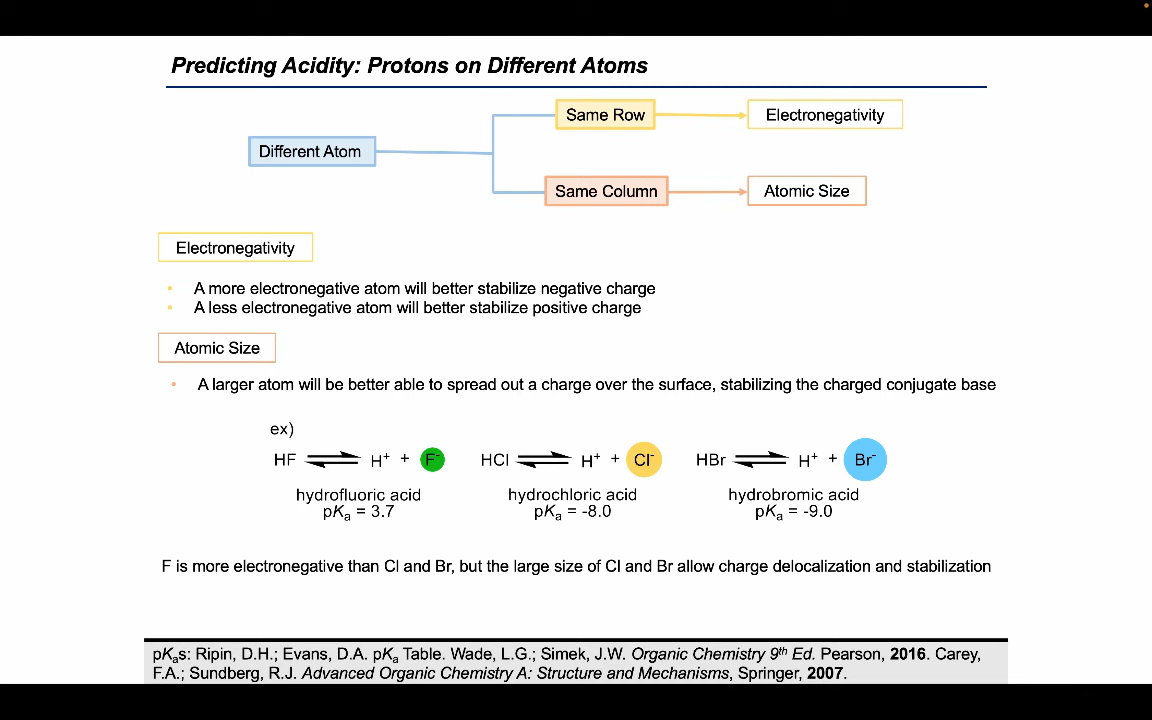 Predicting Acidity: Protons on Different Atoms
Same Row
Electronegativity
Different Atom
Same Column
Atomic Size
Electronegativity
• A more electronegative atom will better stabilize negative charge
• A less electronegative atom will better stabilize positive charge
Atomic Size
• A larger atom will be better able to spread out a charge over the surface, stabilizing the charged conjugate base
ex)
HF ⇌ H⁺ + F⁻ HCl ⇌ H⁺ + Cl⁻ HBr ⇌ H⁺ + Br⁻
hydrofluoric acid hydrochloric acid hydrobromic acid
pKₐ = 3.7 pKₐ = -8.0 pKₐ = -9.0
F is more electronegative than Cl and Br, but the large size of Cl and Br allow charge delocalization and stabilization
pKₐs: Ripin, D.H.; Evans, D.A. pKₐ Table. Wade, L.G.; Simek, J.W. Organic Chemistry 9th Ed. Pearson, 2016. Carey,
F.A.; Sundberg, R.J. Advanced Organic Chemistry A: Structure and Mechanisms, Springer, 2007.